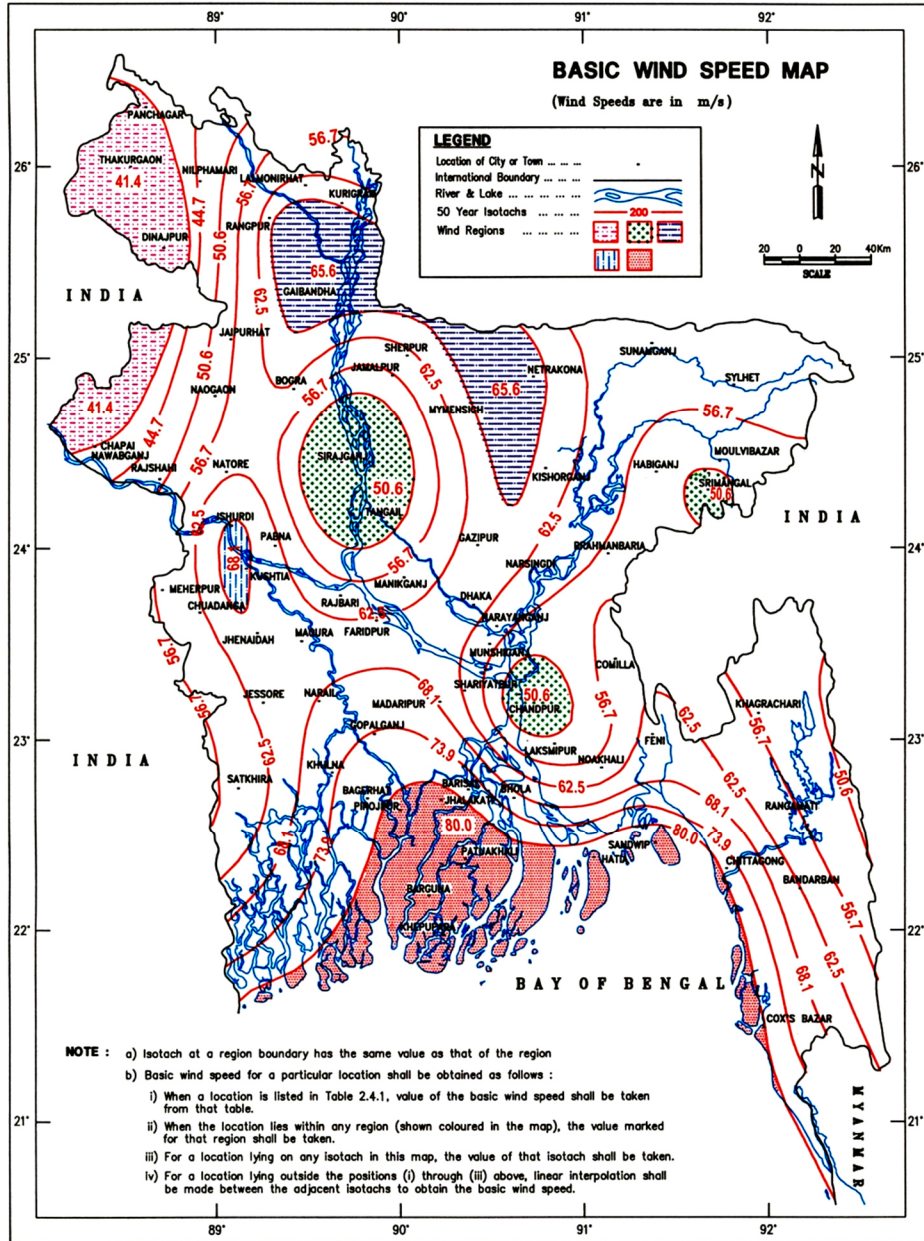 89° 90° 91° 92°
BASIC WIND SPEED MAP
(Wind Speeds are in m/s)
LEGEND
Location of City or Town ... ... ...
International Boundary ... ...
River & Lake ... ... ... ... ...
50 Year Isotachs ... ... ... 200
Wind Regions ... ... ... ...
N
20 0 20 40Km
SCALE
56.7
PANCHAGAR
26° 26°
THAKURGAON
NILPHAMARI
LALMONIRHAT
41.4
44.7
56.7
KURIGRAM
RANGPUR
DINAJPUR
50.6
65.6
INDIA
GAIBANDHA
62.5
JAIPURHAT
SUNAMGANJ
SHERPUR
25° 25°
50.6
JAMALPUR
62.5
NETRAKONA
SYLHET
BOGRA
NAOGAON
56.7
65.6
41.4
44.7
MYMENSIGH
56.7
CHAPAI
NAWABGANJ
MOULVIBAZAR
RAJSHAHI
56.7
NATORE
SIRAJGANJ
HABIGANJ
KISHORGANJ
SRIMANGAL
50.6
50.6
62.5
ISHURDI
TANGAIL
62.5
INDIA
PABNA
GAZIPUR
BRAHMANBARIA
24° 24°
68.1
KUSHTIA
56.7
NARSINGDI
MEHERPUR
MANIKGANJ
CHUADANGA
RAJBARI
62.5
DHAKA
NARAYANGANJ
JHENAIDAH
MAGURA
FARIDPUR
56.7
MUNSHIGANJ
COMILLA
SHARIYATPUR
56.7
JESSORE
NARAIL
68.1
50.6
CHANDPUR
56.7
62.5
KHAGRACHARI
MADARIPUR
GOPALGANJ
56.7
23° 23°
62.5
73.9
LAKSMIPUR
FENI
INDIA
NOAKHALI
62.5
50.6
SATKHIRA
KHULNA
62.5
BAGERHAT
BARISAL
BHOLA
68.1
RANGAMATI
PIROJPUR
JHALAKATI
68.1
80.0
73.9
73.9
80.0
SANDWIP
HATIA
CHITTAGONG
PATUAKHALI
BANDARBAN
BARGUNA
56.7
22° 22°
KHEPUPARA
62.5
BAY OF BENGAL
68.1
COX'S BAZAR
NOTE : a) Isotach at a region boundary has the same value as that of the region
b) Basic wind speed for a particular location shall be obtained as follows :
i) When a location is listed in Table 2.4.1, value of the basic wind speed shall be taken
from that table.
ii) When the location lies within any region (shown coloured in the map), the value marked
for that region shall be taken.
iii) For a location lying on any isotach in this map, the value of that isotach shall be taken.
iv) For a location lying outside the positions (i) through (iii) above, linear interpolation shall
be made between the adjacent isotachs to obtain the basic wind speed.
MYANMAR
21° 21°
89° 90° 91° 92°